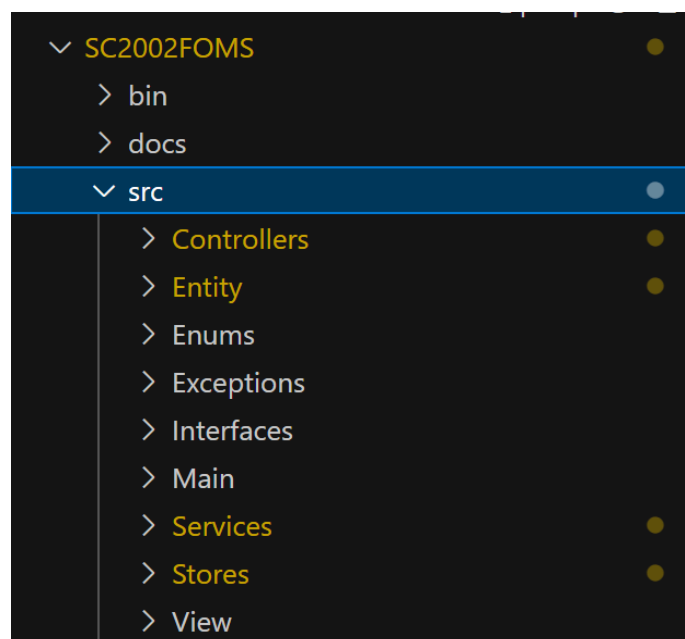 SC2002FOMS
bin
docs
src
Controllers
Entity
Enums
Exceptions
Interfaces
Main
Services
Stores
View